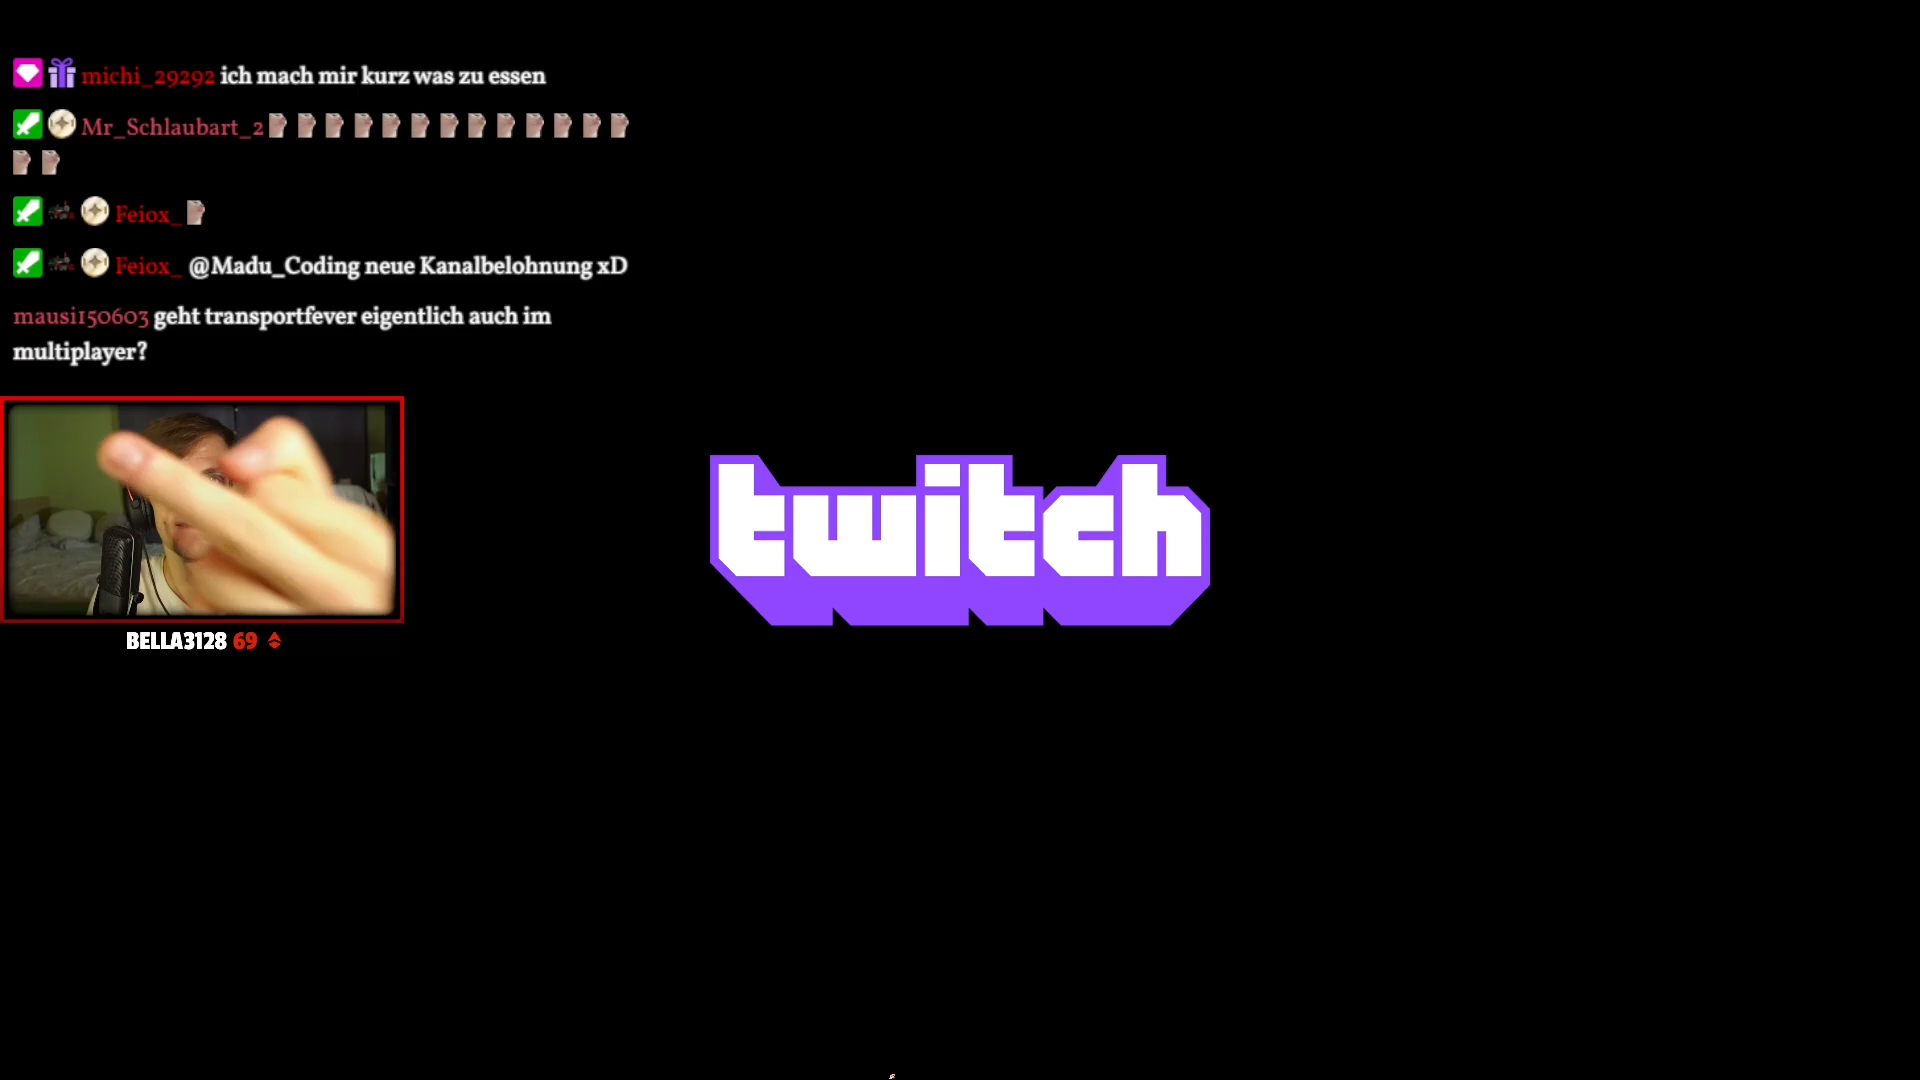 michi_29292 ich mach mir kurz was zu essen
Mr_Schlaubart_2
Feiox_
Feiox_ @Madu_Coding neue Kanalbelohnung xD
mausi150603 geht transportfever eigentlich auch im
multiplayer?
twitch
BELLA3128 69